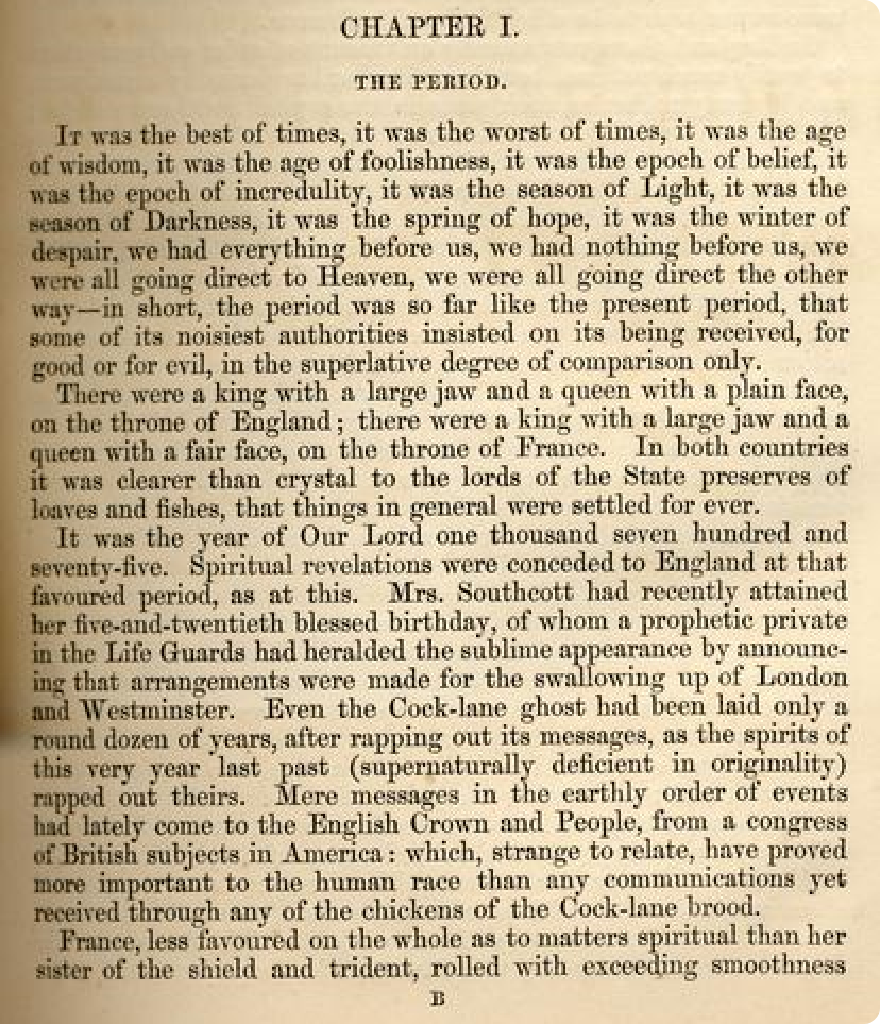 CHAPTER I.
THE PERIOD.
It was the best of times, it was the worst of times, it was the age
of wisdom, it was the age of foolishness, it was the epoch of belief, it
was the epoch of incredulity, it was the season of Light, it was the
season of Darkness, it was the spring of hope, it was the winter of
despair, we had everything before us, we had nothing before us, we
were all going direct to Heaven, we were all going direct the other
way—in short, the period was so far like the present period, that
some of its noisiest authorities insisted on its being received, for
good or for evil, in the superlative degree of comparison only.
There were a king with a large jaw and a queen with a plain face,
on the throne of England; there were a king with a large jaw and a
queen with a fair face, on the throne of France. In both countries
it was clearer than crystal to the lords of the State preserves of
loaves and fishes, that things in general were settled for ever.
It was the year of Our Lord one thousand seven hundred and
seventy-five. Spiritual revelations were conceded to England at that
favoured period, as at this. Mrs. Southcott had recently attained
her five-and-twentieth blessed birthday, of whom a prophetic private
in the Life Guards had heralded the sublime appearance by announc-
ing that arrangements were made for the swallowing up of London
and Westminster. Even the Cock-lane ghost had been laid only a
round dozen of years, after rapping out its messages, as the spirits of
this very year last past (supernaturally deficient in originality)
rapped out theirs. Mere messages in the earthly order of events
had lately come to the English Crown and People, from a congress
of British subjects in America: which, strange to relate, have proved
more important to the human race than any communications yet
received through any of the chickens of the Cock-lane brood.
France, less favoured on the whole as to matters spiritual than her
sister of the shield and trident, rolled with exceeding smoothness
B